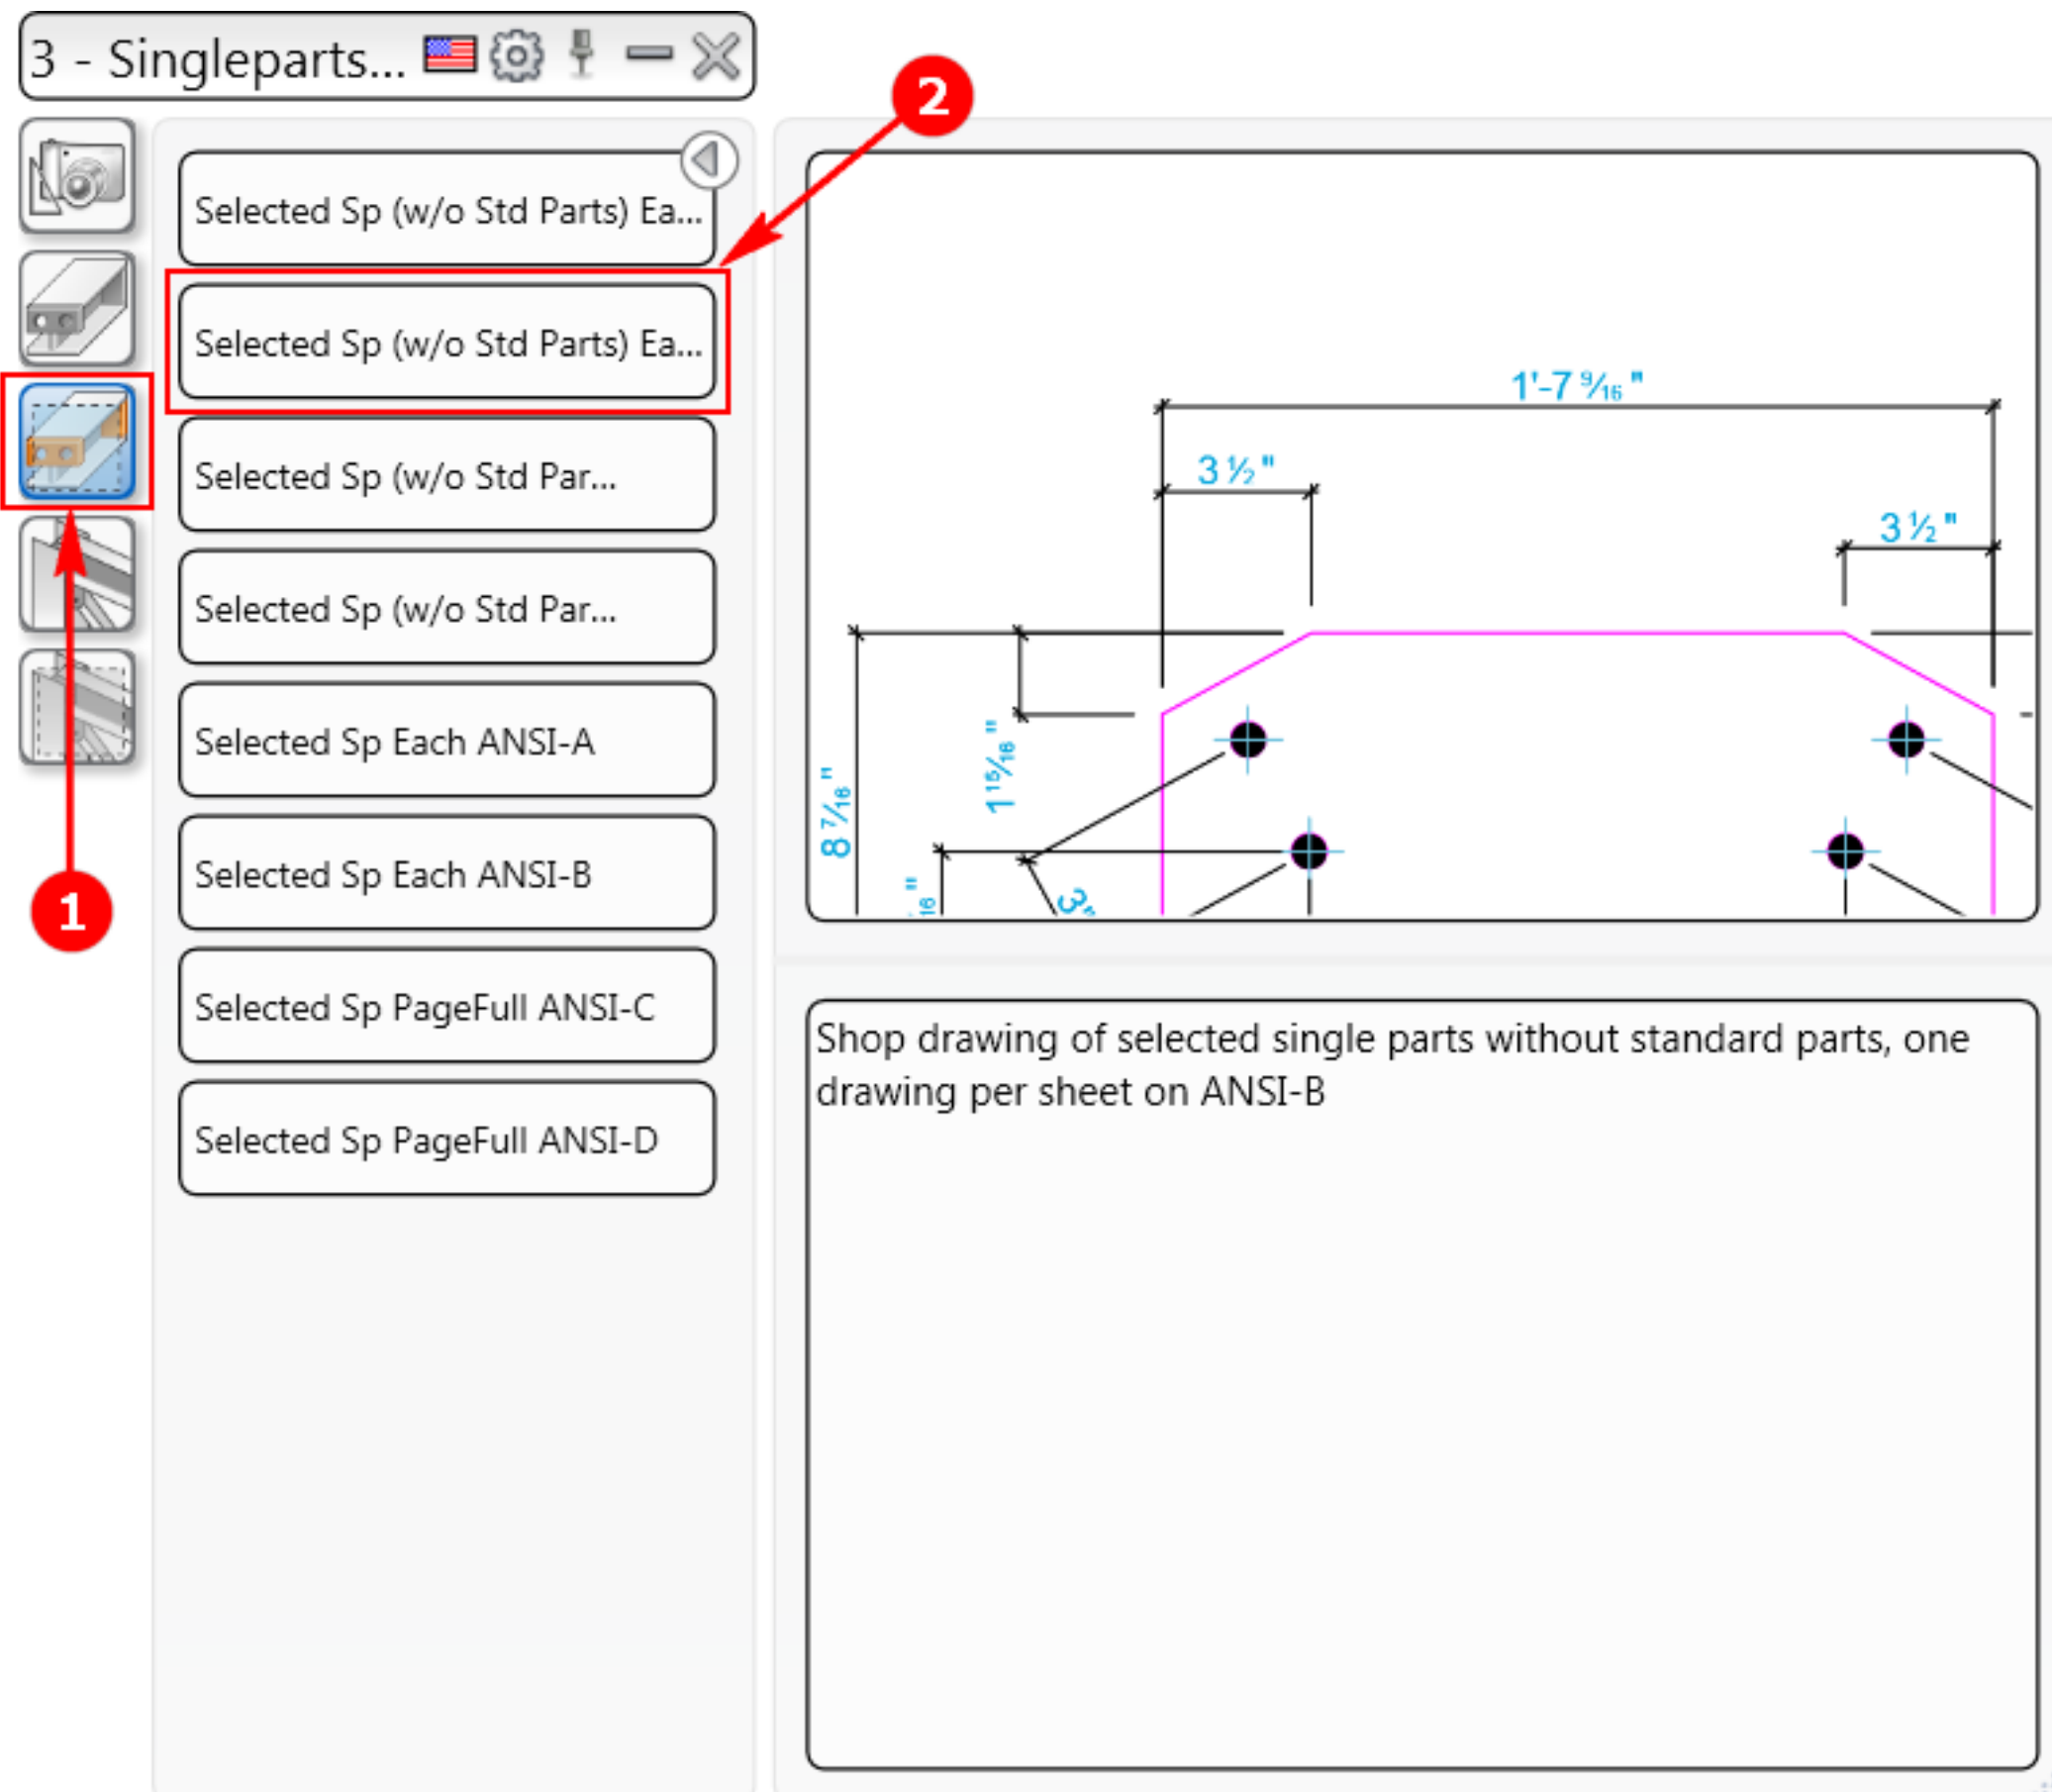 3 - Singleparts...
2
Selected Sp (w/o Std Parts) Ea...
Selected Sp (w/o Std Parts) Ea...
Selected Sp (w/o Std Par...
Selected Sp (w/o Std Par...
Selected Sp Each ANSI-A
Selected Sp Each ANSI-B
Selected Sp PageFull ANSI-C
Selected Sp PageFull ANSI-D
1
1'-7 9⁄16 "
3 ½ "
3 ½ "
1 15⁄16 "
8 7⁄16 "
16 "
3"
Shop drawing of selected single parts without standard parts, one
drawing per sheet on ANSI-B